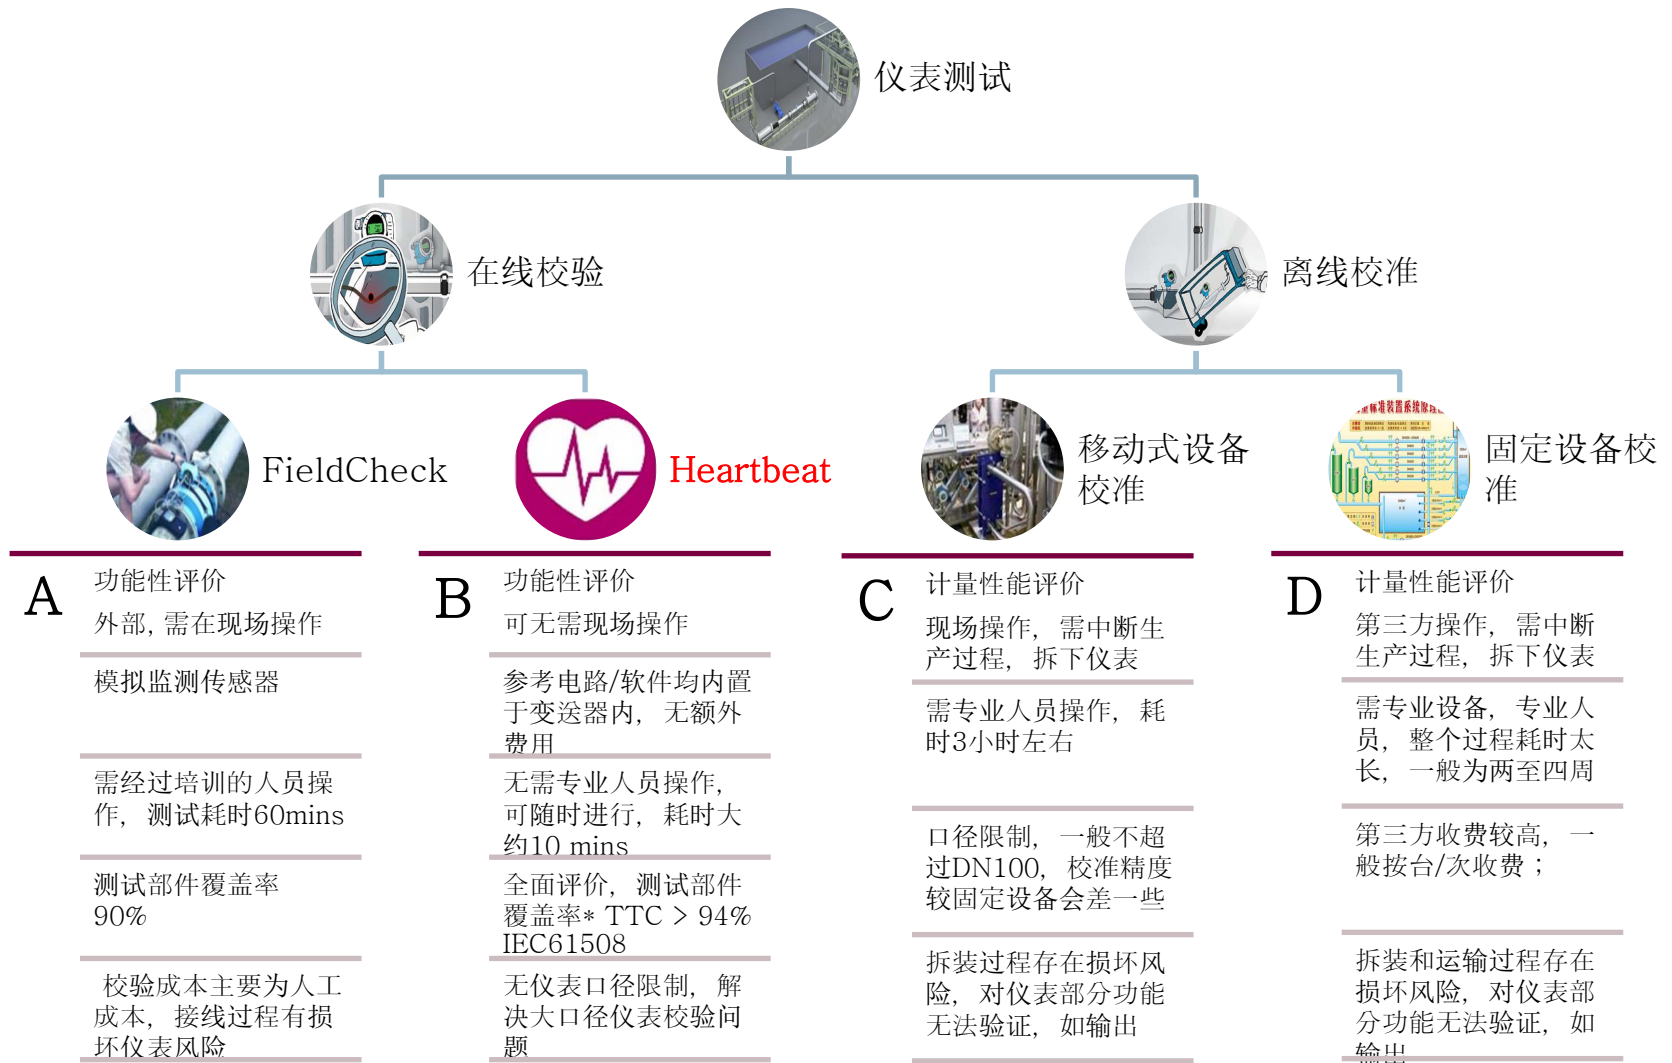 仪表测试
在线校验
离线校准
FieldCheck
Heartbeat
移动式设备
校准
标准装置系统原理
固定设备校
准
A
功能性评价
外部, 需在现场操作
模拟监测传感器
需经过培训的人员操
作, 测试耗时60mins
测试部件覆盖率
90%
校验成本主要为人工
成本, 接线过程有损
坏仪表风险
B
功能性评价
可无需现场操作
参考电路/软件均内置
于变送器内, 无额外
费用
无需专业人员操作,
可随时进行, 耗时大
约10 mins
全面评价, 测试部件
覆盖率* TTC > 94%
IEC61508
无仪表口径限制, 解
决大口径仪表校验问
题
C
计量性能评价
现场操作, 需中断生
产过程, 拆下仪表
需专业人员操作, 耗
时3小时左右
口径限制, 一般不超
过DN100, 校准精度
较固定设备会差一些
拆装过程存在损坏风
险, 对仪表部分功能
无法验证, 如输出
D
计量性能评价
第三方操作, 需中断
生产过程, 拆下仪表
需专业设备, 专业人
员, 整个过程耗时太
长, 一般为两至四周
第三方收费较高, 一
般按台/次收费；
拆装和运输过程存在
损坏风险, 对仪表部
分功能无法验证, 如
输出